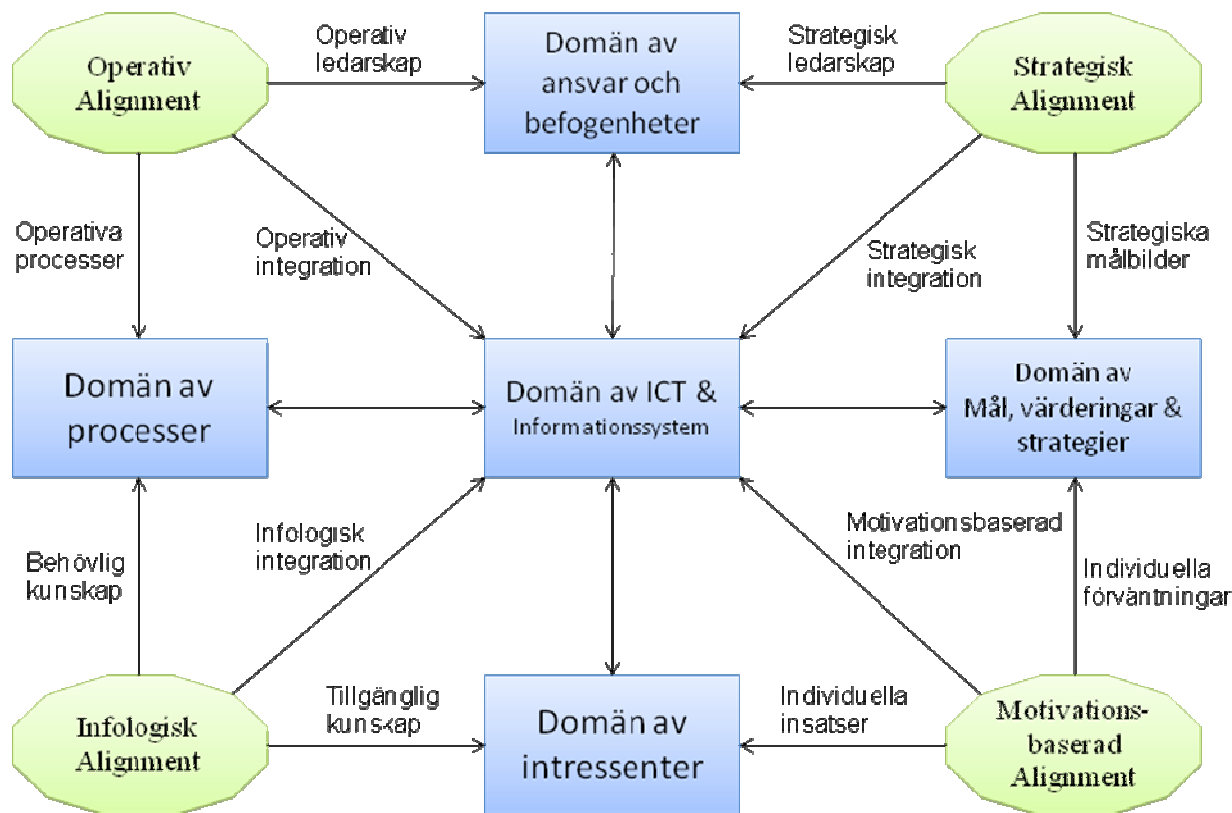 Operativ
Alignment
Operativ
ledarskap
Domän av
ansvar och
befogenheter
Strategisk
ledarskap
Strategisk
Alignment
Operativa
processer
Operativ
integration
Strategisk
integration
Strategiska
målbilder
Domän av
processer
Domän av ICT &
Informationssystem
Domän av
Mål, värderingar &
strategier
Behövlig
kunskap
Infologisk
integration
Motivationsbaserad
integration
Individuella
förväntningar
Infologisk
Alignment
Tillgänglig
kunskap
Domän av
intressenter
Individuella
insatser
Motivations-
baserad
Alignment